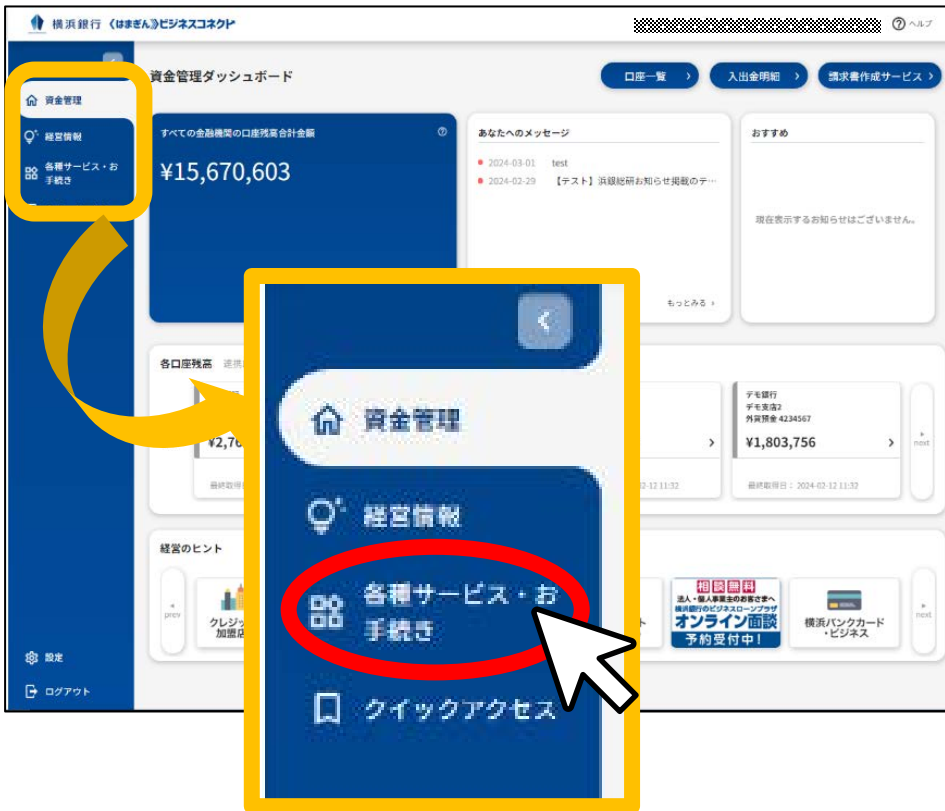 横浜銀行 〈はまぎん〉ビジネスコネクト
ヘルプ
資金管理ダッシュボード
口座一覧
入出金明細
請求書作成サービス
資金管理
経営情報
各種サービス・お
手続き
すべての金融機関の口座残高合計金額
¥15,670,603
あなたへのメッセージ
2024-03-01 test
2024-02-29 【テスト】浜銀総研お知らせ掲載のテ…
もっとみる
おすすめ
現在表示するお知らせはございません。
各口座残高
¥2,76
デモ銀行
デモ支店2
外貨預金 4234567
¥1,803,756
最終取得日： 2024-02-12 11:32
next
経営のヒント
prev
クレジッ
加盟店
相談無料
法人・個人事業主のお客さまへ
横浜銀行のビジネスローンプラザ
オンライン面談
予約受付中！
横浜バンクカード
・ビジネス
next
設定
ログアウト
資金管理
経営情報
各種サービス・お
手続き
クイックアクセス